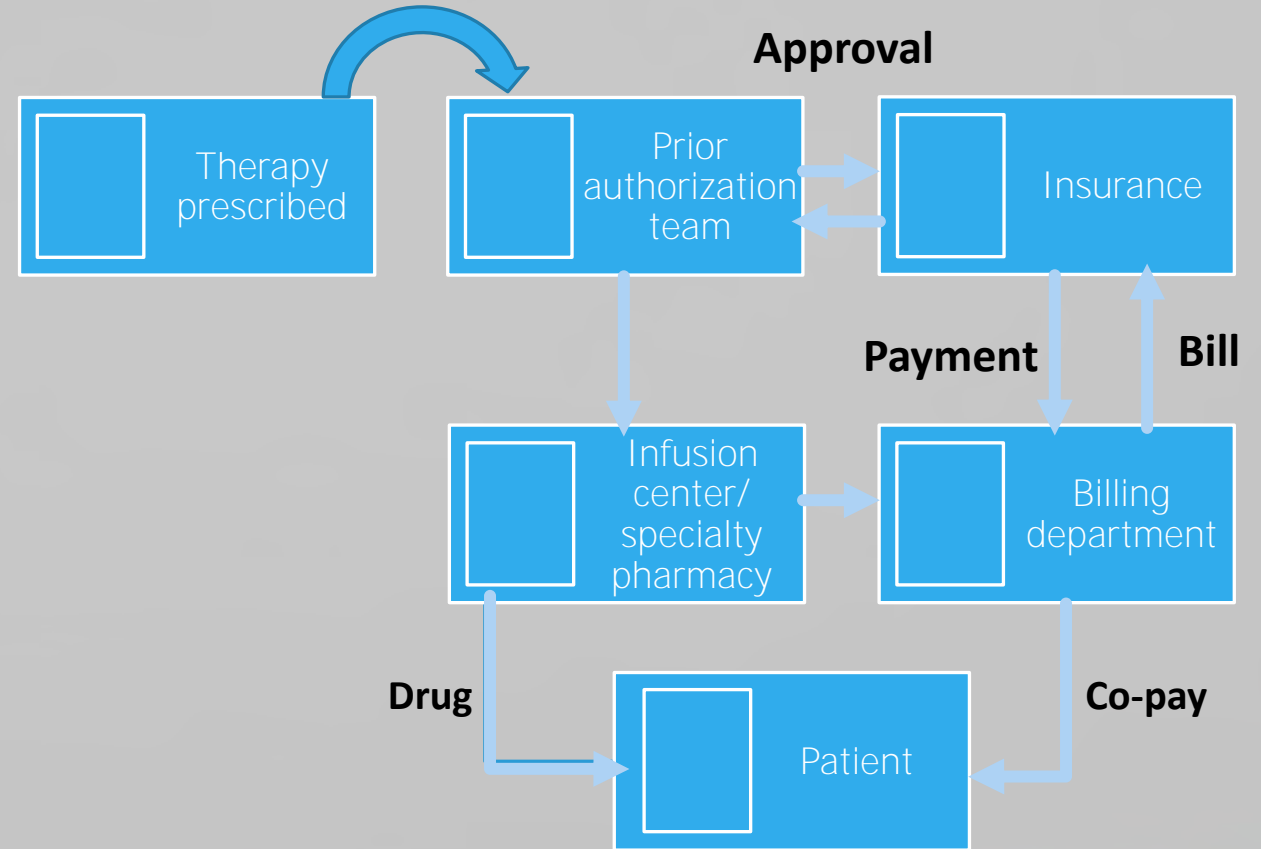 Approval
Therapy
prescribed
Prior
authorization
team
Insurance
Payment
Bill
Infusion
center/
specialty
pharmacy
Billing
department
Drug
Co-pay
Patient